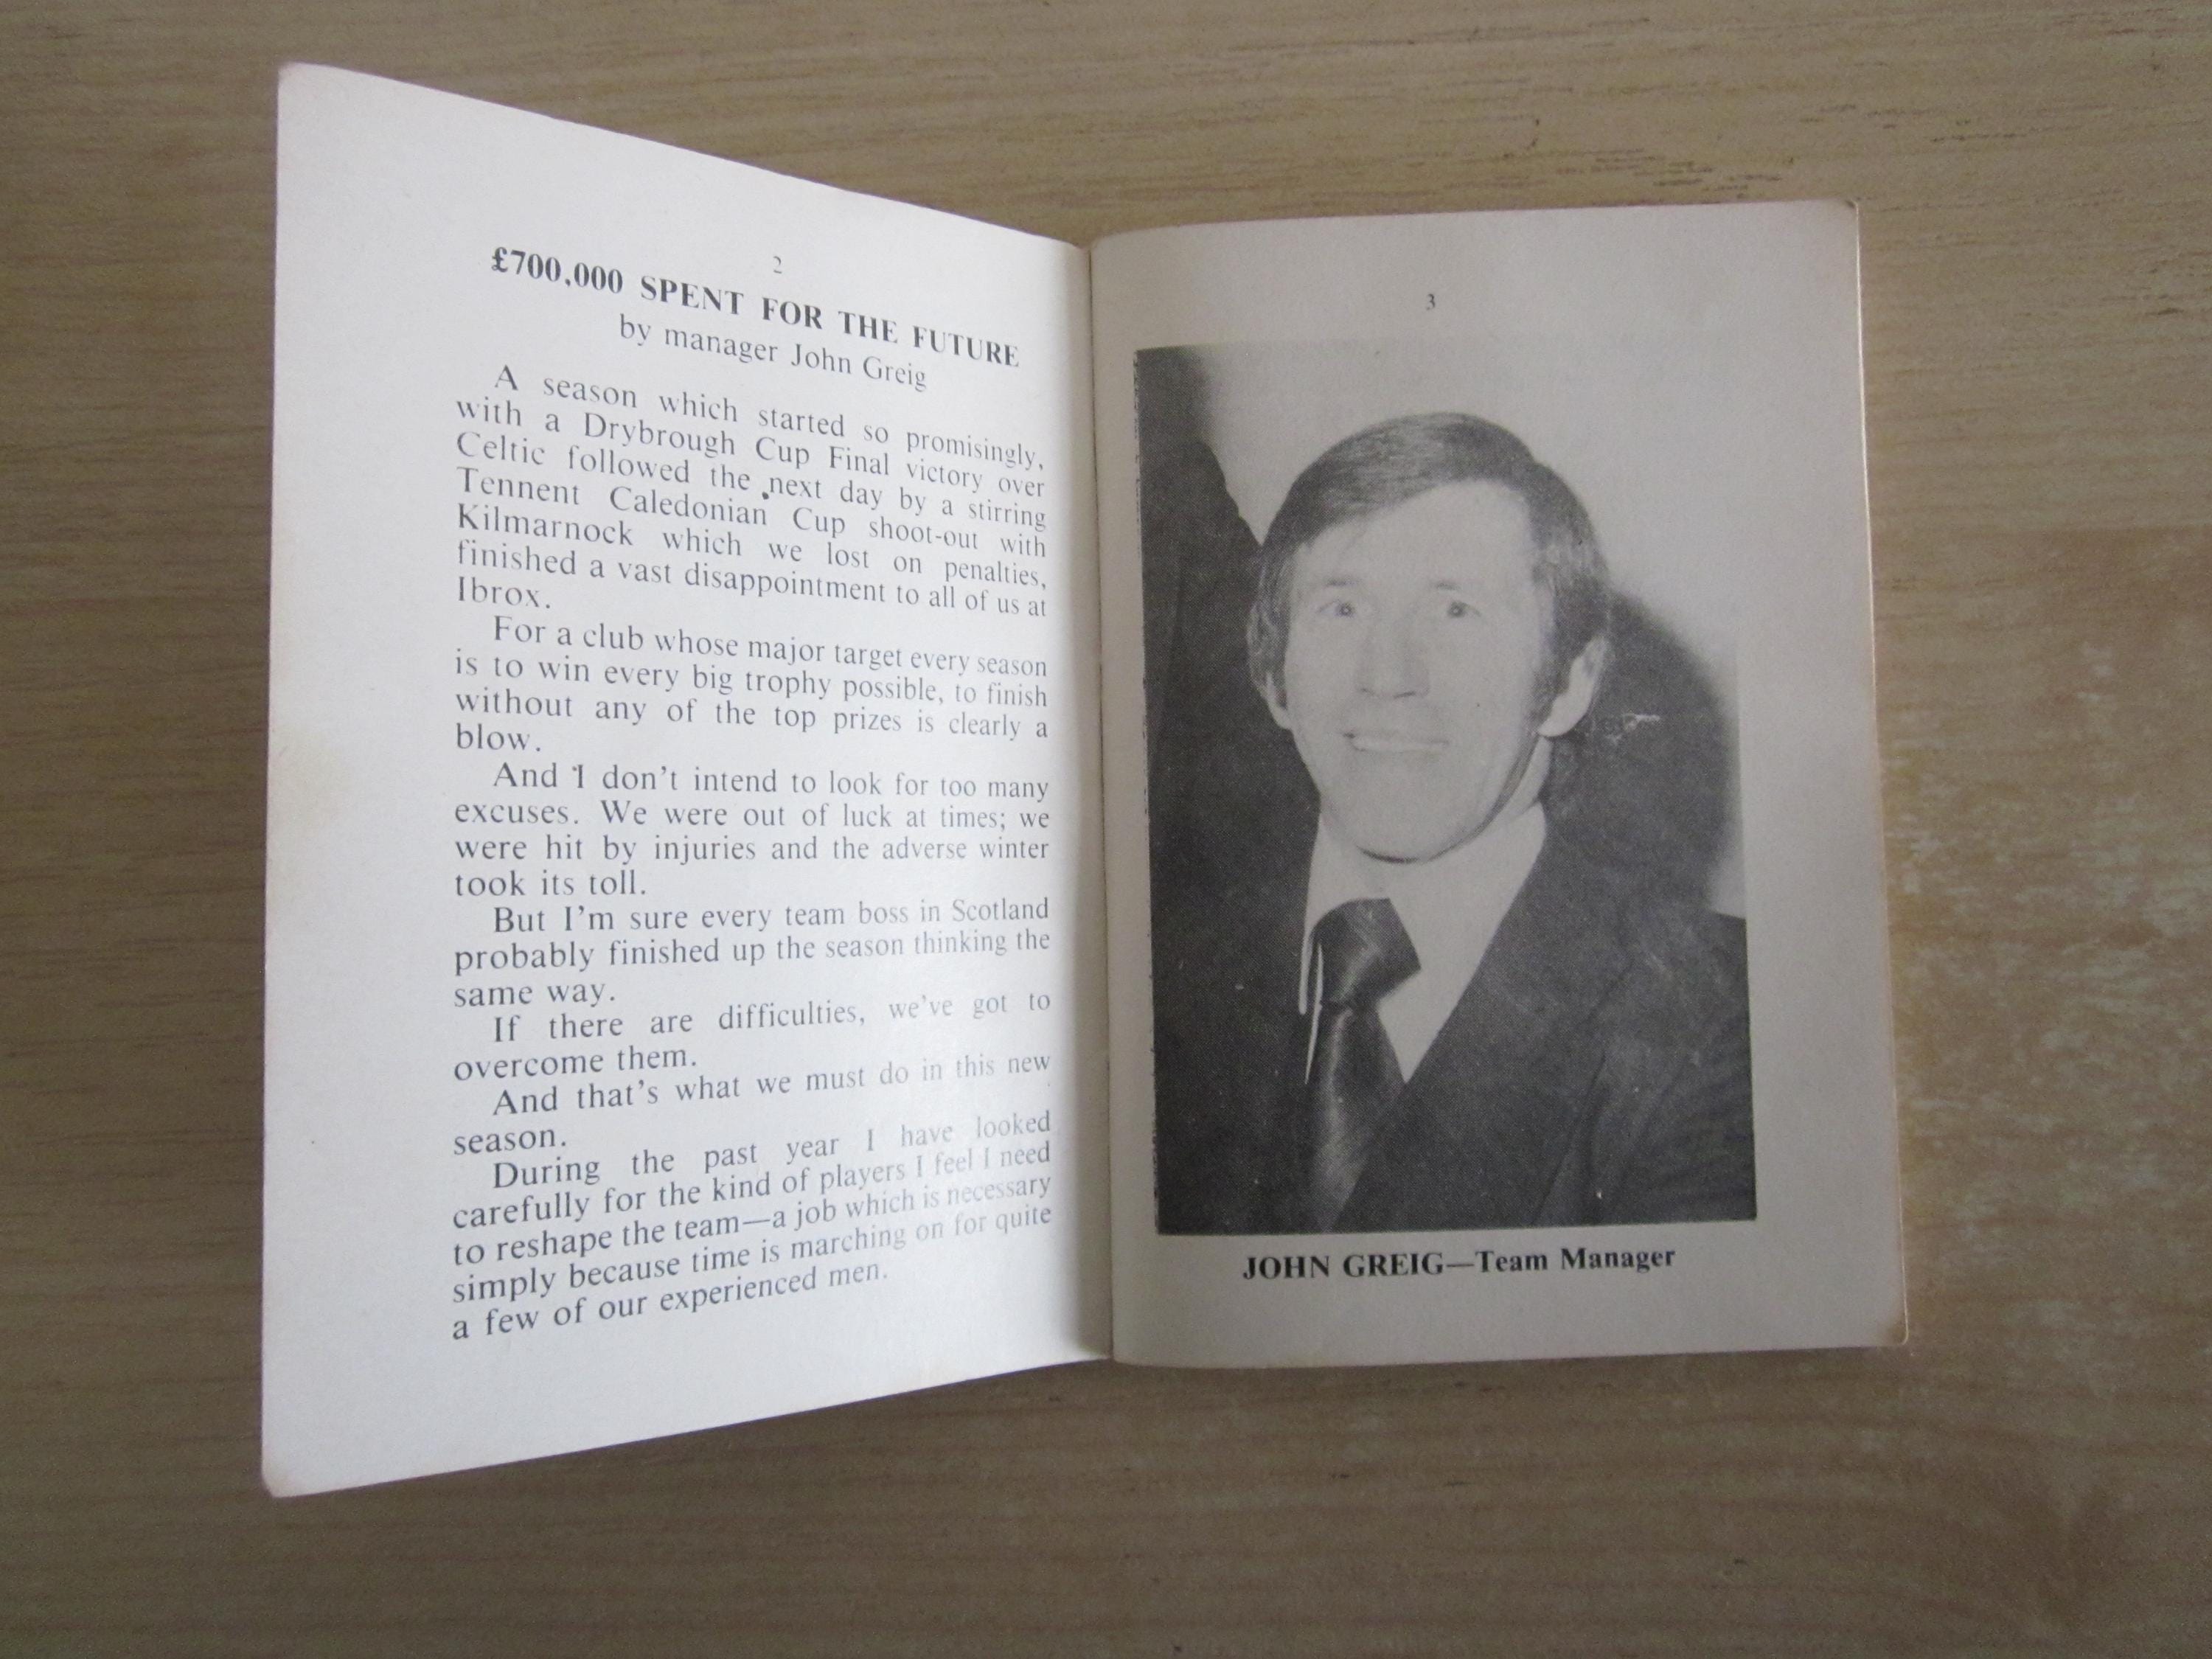 2
£700,000 SPENT FOR THE FUTURE
by manager John Greig
A season which started so promisingly,
with a Drybrough Cup Final victory over
Celtic followed the next day by a stirring
Tennent Caledonian Cup shoot-out with
Kilmarnock which we lost on penalties,
finished a vast disappointment to all of us at
Ibrox.
For a club whose major target every season
is to win every big trophy possible, to finish
without any of the top prizes is clearly a
blow.
And I don't intend to look for too many
excuses. We were out of luck at times; we
were hit by injuries and the adverse winter
took its toll.
But I'm sure every team boss in Scotland
probably finished up the season thinking the
same way.
If there are difficulties, we've got to
overcome them.
And that's what we must do in this new
season.
During the past year I have looked
carefully for the kind of players I feel I need
to reshape the team—a job which is necessary
simply because time is marching on for quite
a few of our experienced men.
3
JOHN GREIG—Team Manager